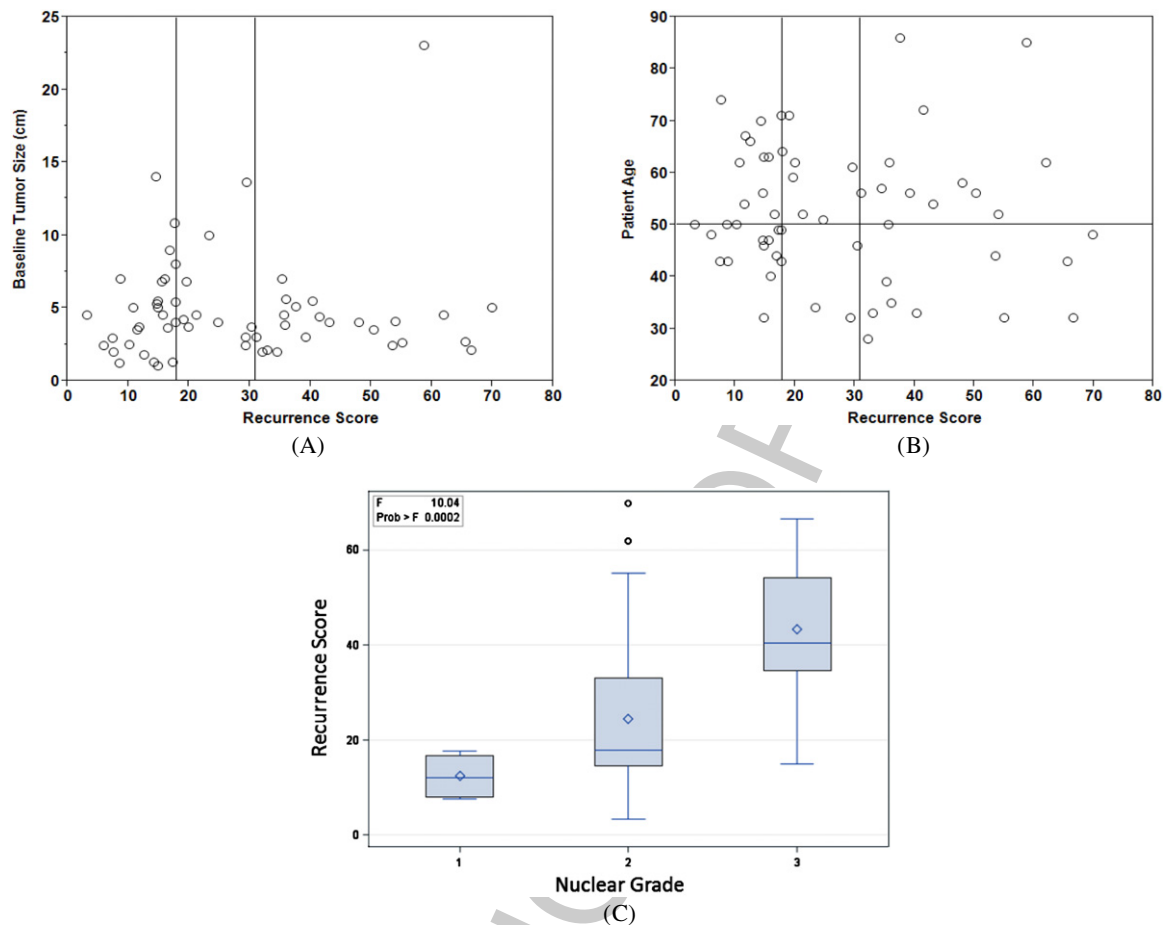 25
20
15
10
5
0
Baseline Tumor Size (cm)
0 10 20 30 40 50 60 70 80
Recurrence Score
(A)
90
80
70
60
50
40
30
20
Patient Age
0 10 20 30 40 50 60 70 80
Recurrence Score
(B)
F 10.04
Prob > F 0.0002
60
40
20
0
Recurrence Score
1 2 3
Nuclear Grade
(C)